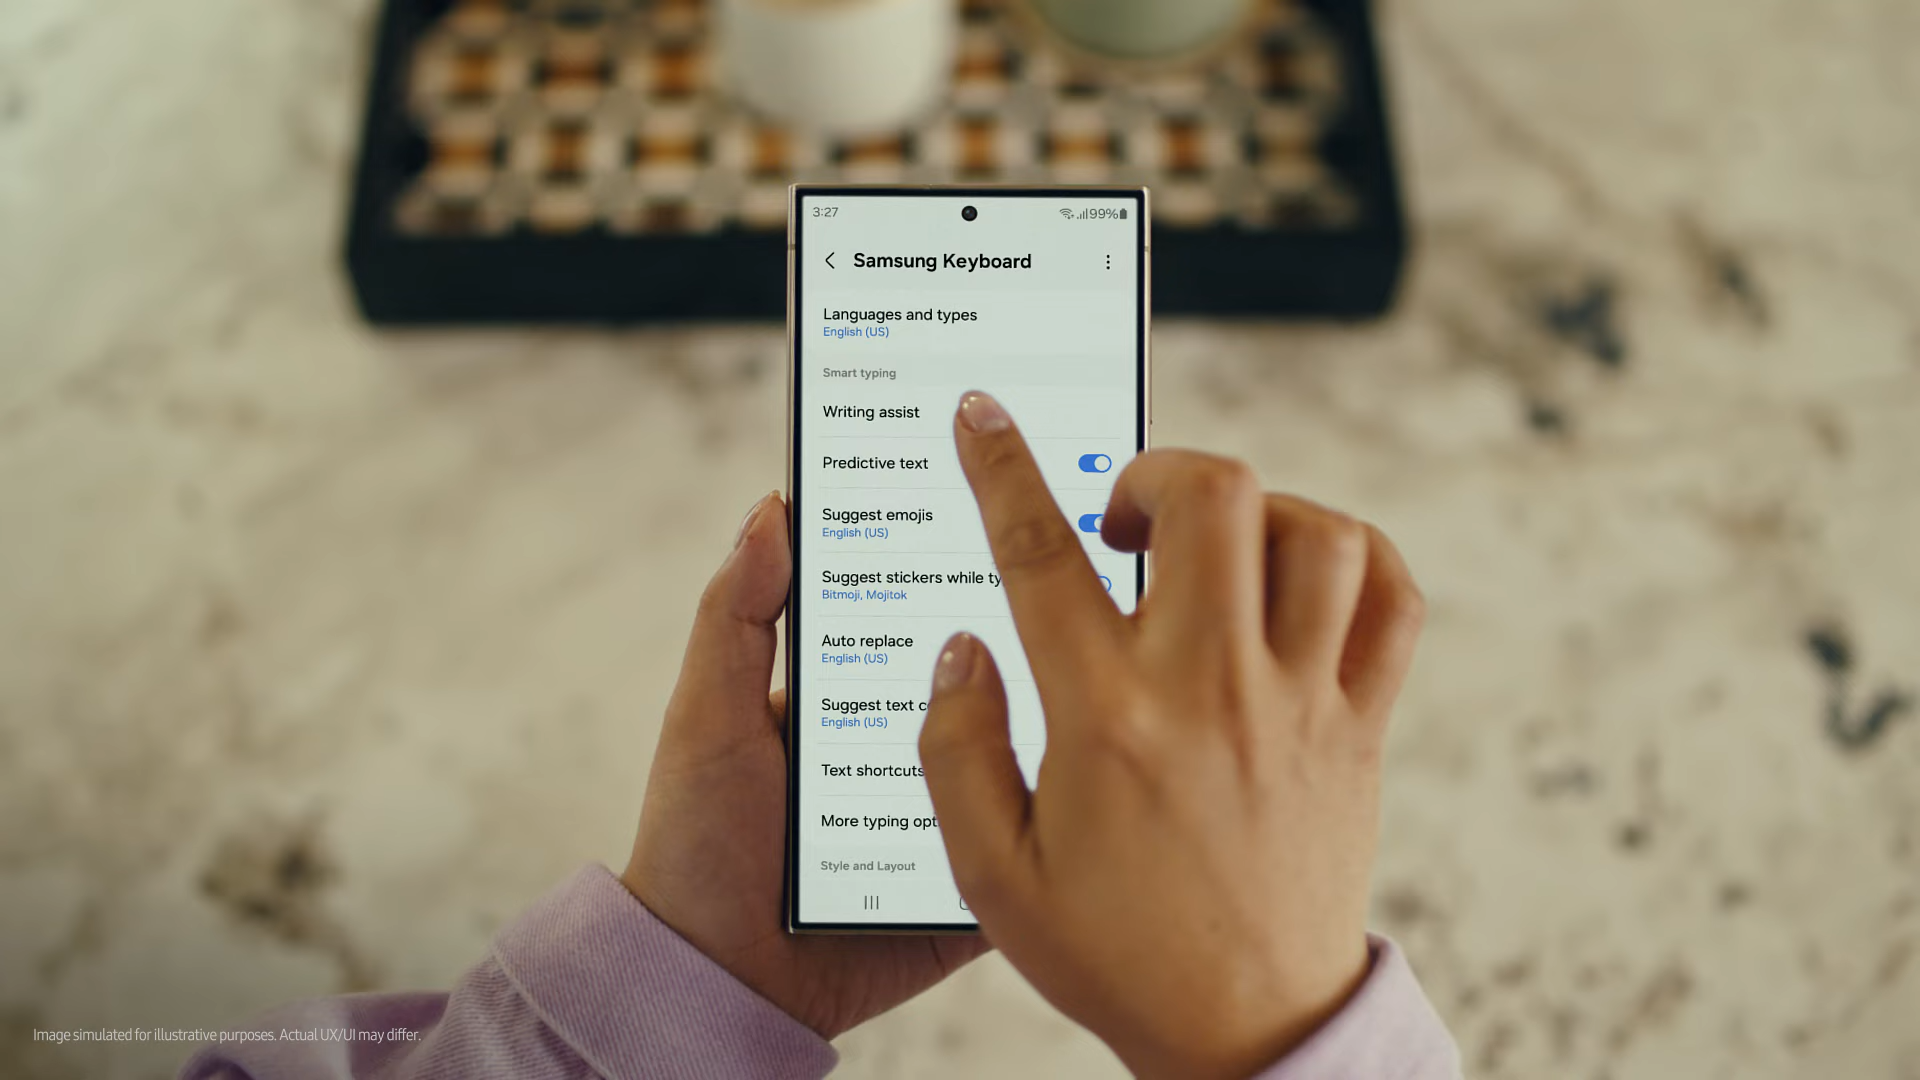 3:27
99%
Samsung Keyboard
Languages and types
English (US)
Smart typing
Writing assist
Predictive text
Suggest emojis
English (US)
Suggest stickers while ty
Bitmoji, Mojitok
Auto replace
English (US)
Suggest text c
English (US)
Text shortcuts
More typing opt
Style and Layout
Image simulated for illustrative purposes. Actual UX/UI may differ.